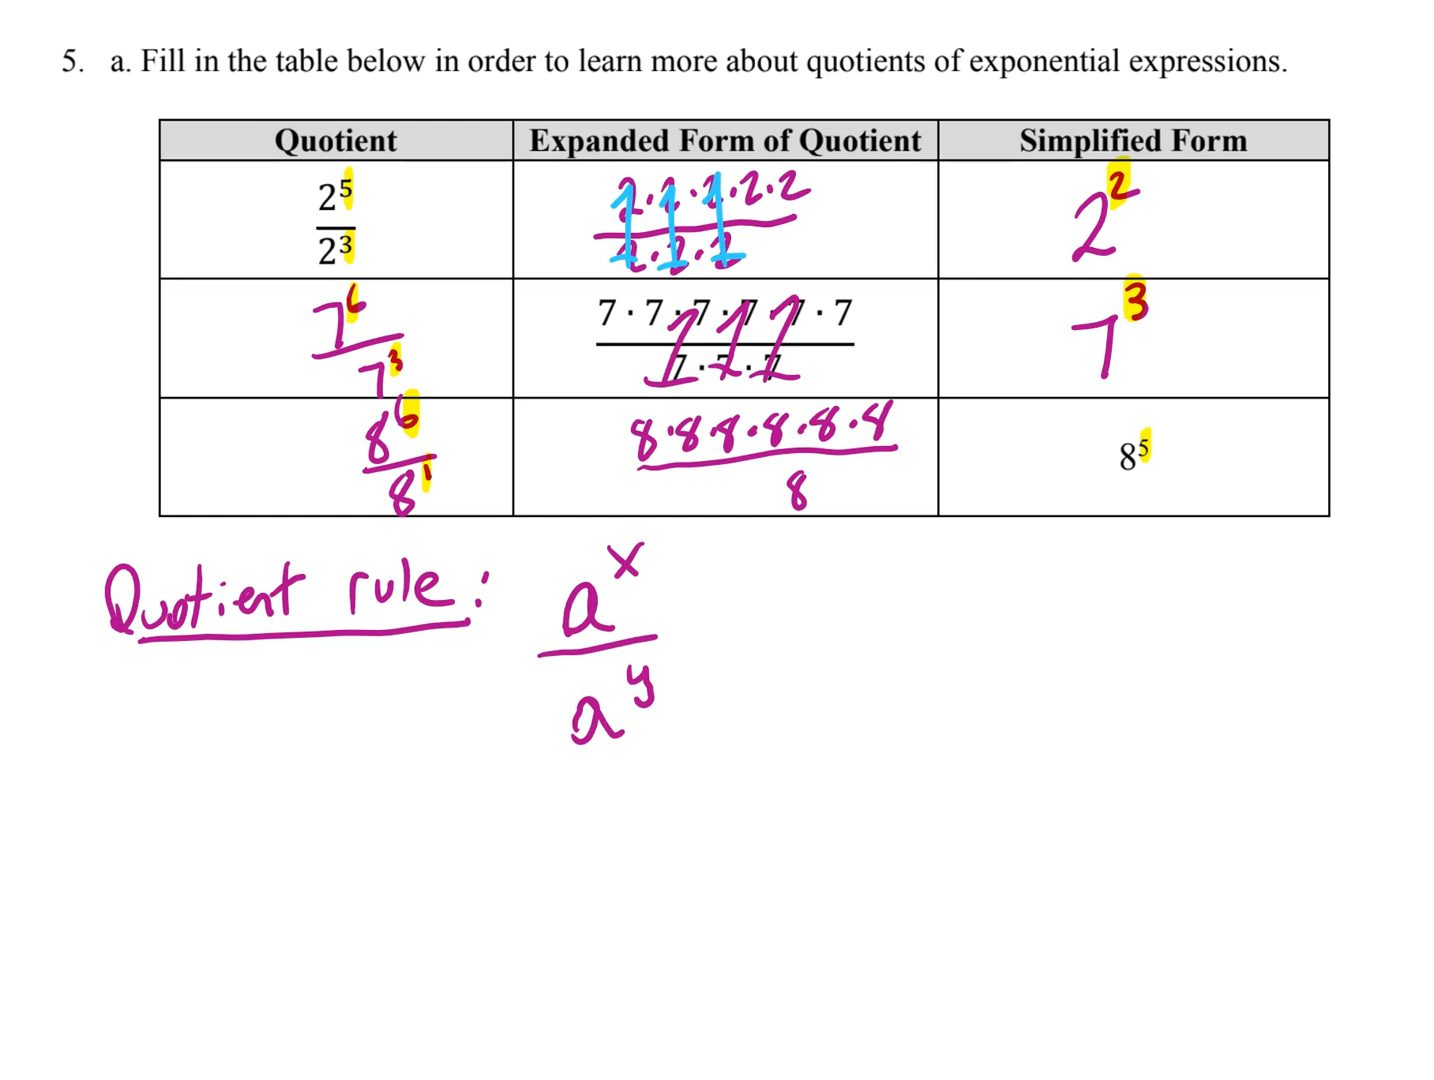 5. a. Fill in the table below in order to learn more about quotients of exponential expressions.
Quotient Expanded Form of Quotient Simplified Form
2^5/2^3 2·2·2·2·2/2·2·2 2^2
7^6/7^3 7 · 7 · 7 · 7 · 7 · 7/7 · 7 · 7 7^3
8^6/8^1 8·8·8·8·8·8/8 8^5
Quotient rule: a^x/a^y